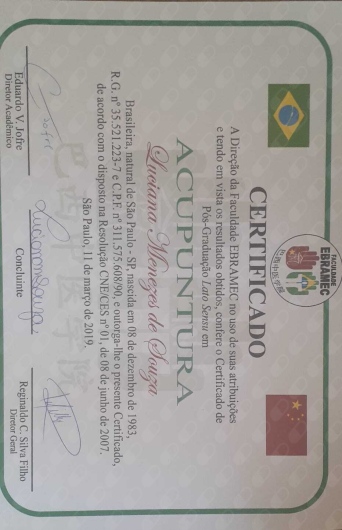 FACULDADE
EBRAMEC
CERTIFICADO
A Direção da Faculdade EBRAMEC no uso de suas atribuições
e tendo em vista os resultados obtidos, confere o Certificado de
Pós-Graduação Lato Sensu em
ACUPUNTURA
Luciana Menezes de Souza
Brasileira, natural de São Paulo - SP, nascida em 08 de dezembro de 1983,
R.G. nº 35.521.223-7 e C.P.F. nº 311.575.608/90, e outorga-lhe o presente Certificado,
de acordo com o disposto na Resolução CNE/CES nº 01, de 08 de junho de 2007.
São Paulo, 11 de março de 2019.
Eduardo V. Jofre
Diretor Acadêmico
Concluinte
Reginaldo C. Silva Filho
Diretor Geral